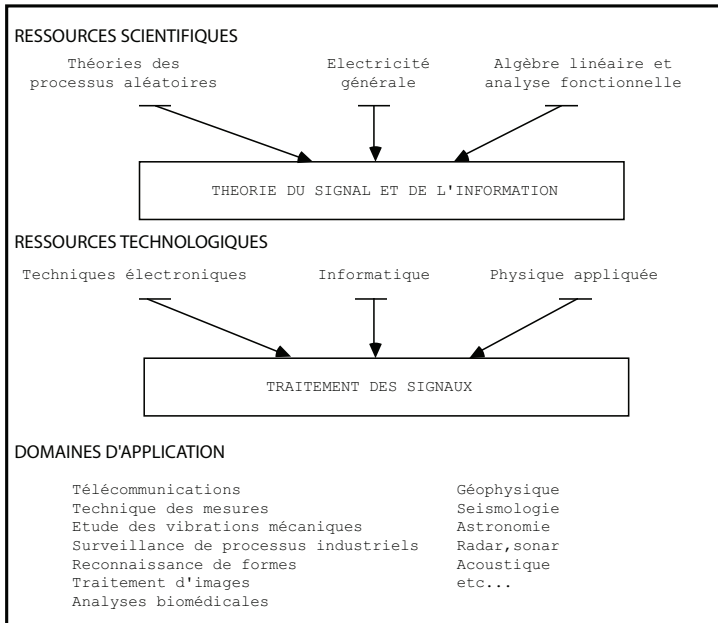 RESSOURCES SCIENTIFIQUES
Théories des
processus aléatoires
Electricité
générale
Algèbre linéaire et
analyse fonctionnelle
THEORIE DU SIGNAL ET DE L'INFORMATION
RESSOURCES TECHNOLOGIQUES
Techniques électroniques
Informatique
Physique appliquée
TRAITEMENT DES SIGNAUX
DOMAINES D'APPLICATION
Télécommunications
Technique des mesures
Etude des vibrations mécaniques
Surveillance de processus industriels
Reconnaissance de formes
Traitement d'images
Analyses biomédicales
Géophysique
Seismologie
Astronomie
Radar,sonar
Acoustique
etc...